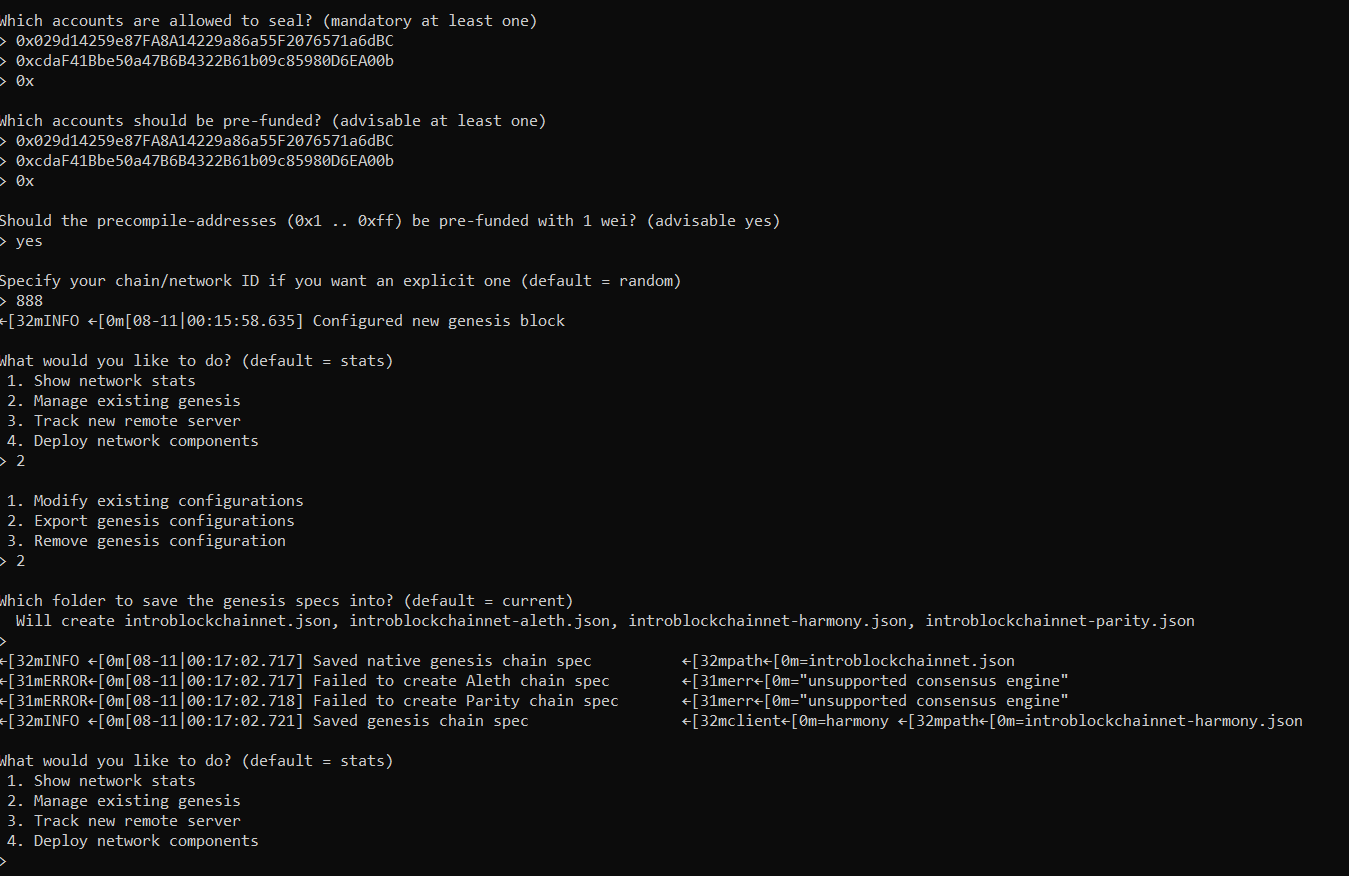 Which accounts are allowed to seal? (mandatory at least one)
> 0x029d14259e87FA8A14229a86a55F2076571a6dBC
> 0xcdaF41Bbe50a47B6B4322B61b09c85980D6EA00b
> 0x
Which accounts should be pre-funded? (advisable at least one)
> 0x029d14259e87FA8A14229a86a55F2076571a6dBC
> 0xcdaF41Bbe50a47B6B4322B61b09c85980D6EA00b
> 0x
Should the precompile-addresses (0x1 .. 0xff) be pre-funded with 1 wei? (advisable yes)
> yes
Specify your chain/network ID if you want an explicit one (default = random)
> 888
←[32mINFO ←[0m[08-11|00:15:58.635] Configured new genesis block
What would you like to do? (default = stats)
1. Show network stats
2. Manage existing genesis
3. Track new remote server
4. Deploy network components
> 2
1. Modify existing configurations
2. Export genesis configurations
3. Remove genesis configuration
> 2
Which folder to save the genesis specs into? (default = current)
Will create introblockchainnet.json, introblockchainnet-aleth.json, introblockchainnet-harmony.json, introblockchainnet-parity.json
>
←[32mINFO ←[0m[08-11|00:17:02.717] Saved native genesis chain spec ←[32mpath←[0m=introblockchainnet.json
←[31mERROR←[0m[08-11|00:17:02.717] Failed to create Aleth chain spec ←[31merr←[0m="unsupported consensus engine"
←[31mERROR←[0m[08-11|00:17:02.718] Failed to create Parity chain spec ←[31merr←[0m="unsupported consensus engine"
←[32mINFO ←[0m[08-11|00:17:02.721] Saved genesis chain spec ←[32mclient←[0m=harmony ←[32mpath←[0m=introblockchainnet-harmony.json
What would you like to do? (default = stats)
1. Show network stats
2. Manage existing genesis
3. Track new remote server
4. Deploy network components
>